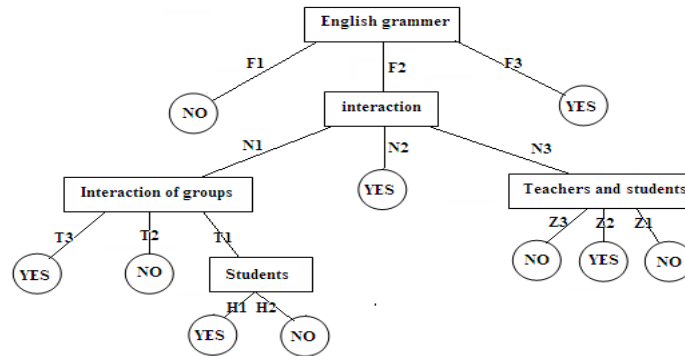 English grammer
F1
F2
F3
NO
interaction
YES
N1
N2
N3
Interaction of groups
YES
Teachers and students
T3
T2
T1
Z3
Z2
Z1
YES
NO
Students
NO
YES
NO
H1
H2
YES
NO